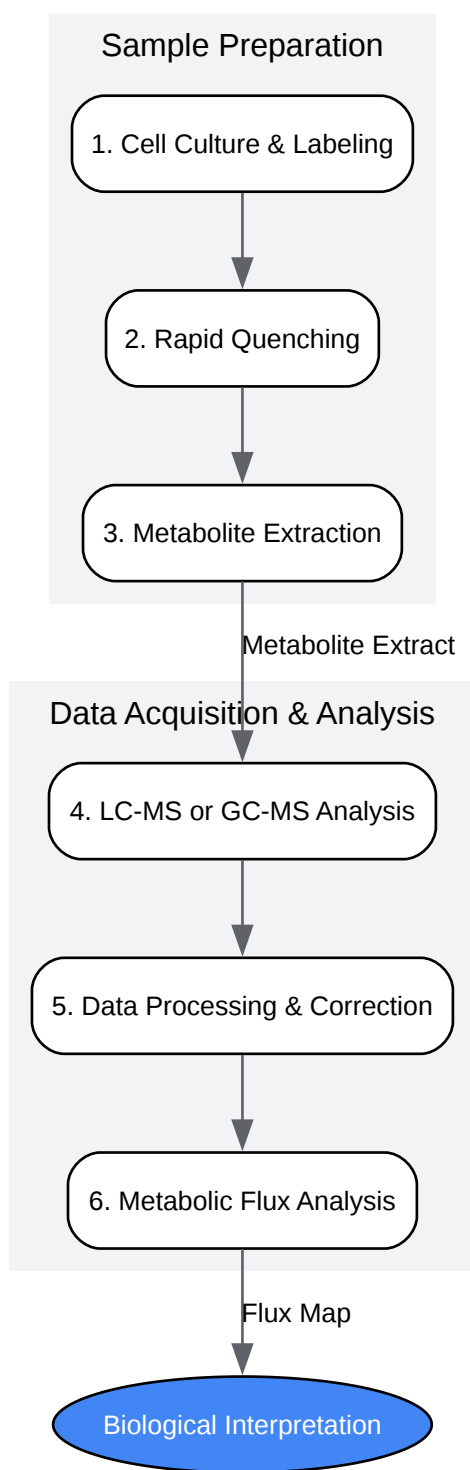 Sample Preparation
1. Cell Culture & Labeling
2. Rapid Quenching
3. Metabolite Extraction
Metabolite Extract
Data Acquisition & Analysis
4. LC-MS or GC-MS Analysis
5. Data Processing & Correction
6. Metabolic Flux Analysis
Flux Map
Biological Interpretation